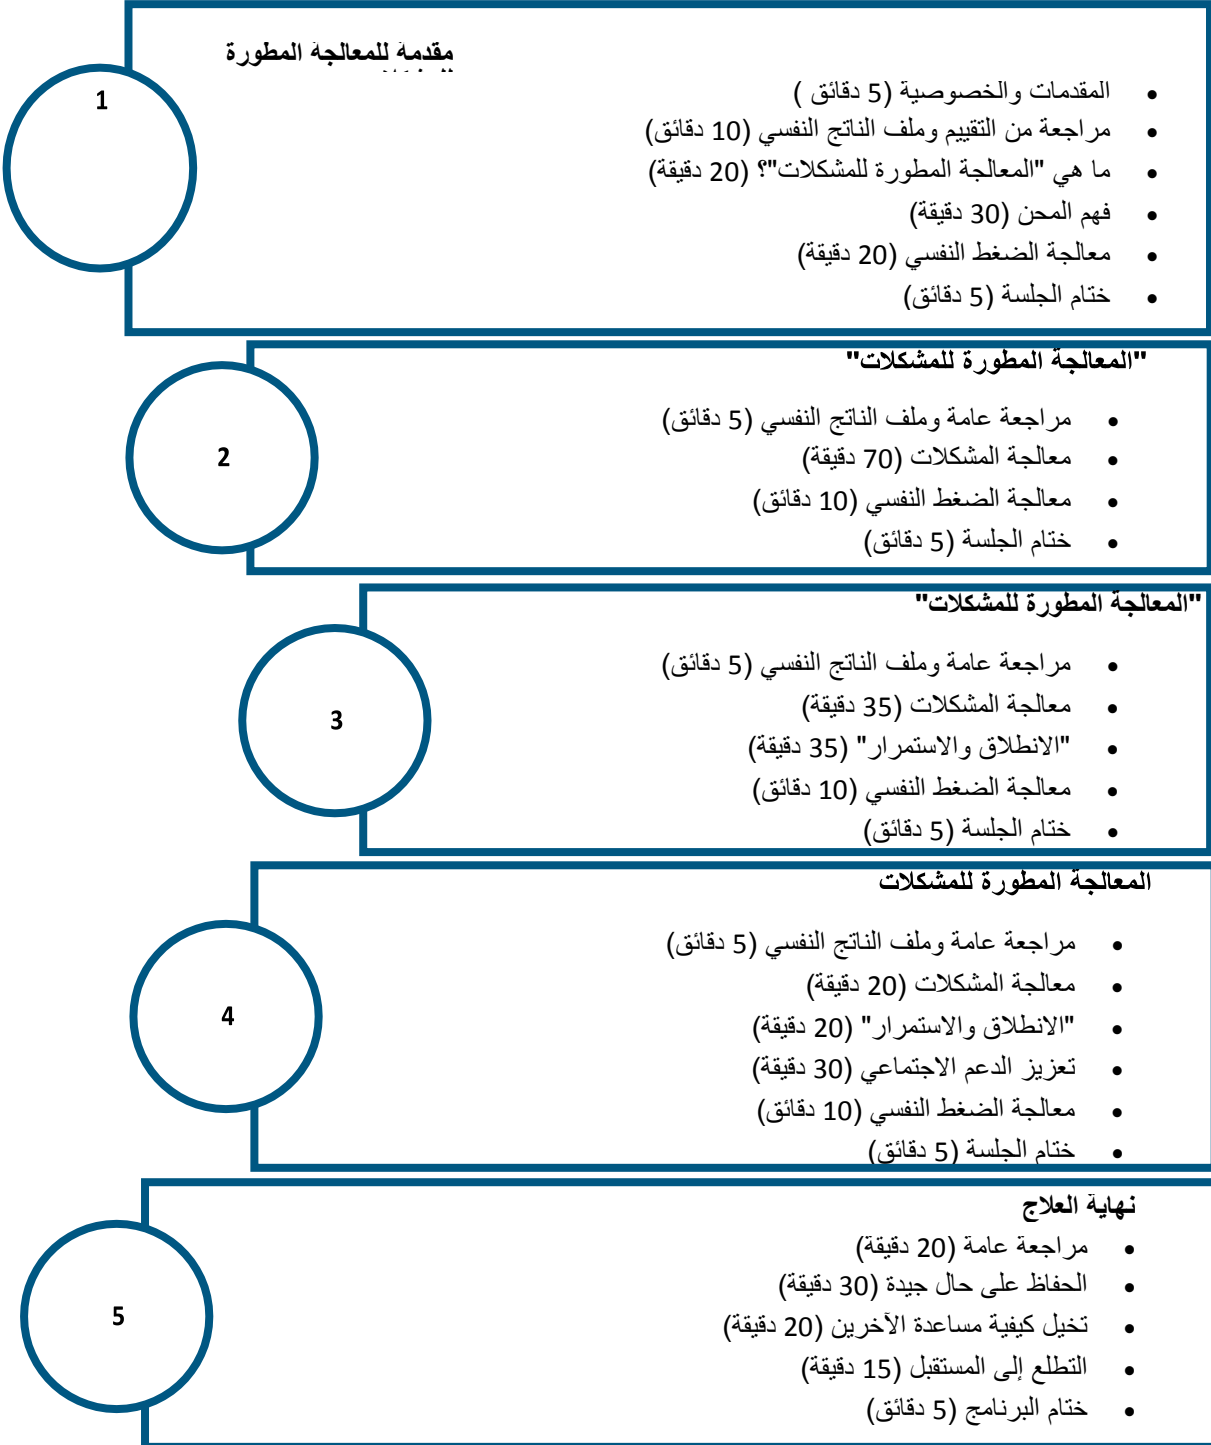 مقدمة للمعالجة المطورة
1
• المقدمات والخصوصية (5 دقائق )
• مراجعة من التقييم وملف الناتج النفسي (10 دقائق)
• ما هي "المعالجة المطورة للمشكلات"؟ (20 دقيقة)
• فهم المحن (30 دقيقة)
• معالجة الضغط النفسي (20 دقيقة)
• ختام الجلسة (5 دقائق)
"المعالجة المطورة للمشكلات"
2
• مراجعة عامة وملف الناتج النفسي (5 دقائق)
• معالجة المشكلات (70 دقيقة)
• معالجة الضغط النفسي (10 دقائق)
• ختام الجلسة (5 دقائق)
"المعالجة المطورة للمشكلات"
3
• مراجعة عامة وملف الناتج النفسي (5 دقائق)
• معالجة المشكلات (35 دقيقة)
• "الانطلاق والاستمرار" (35 دقيقة)
• معالجة الضغط النفسي (10 دقائق)
• ختام الجلسة (5 دقائق)
المعالجة المطورة للمشكلات
4
• مراجعة عامة وملف الناتج النفسي (5 دقائق)
• معالجة المشكلات (20 دقيقة)
• "الانطلاق والاستمرار" (20 دقيقة)
• تعزيز الدعم الاجتماعي (30 دقيقة)
• معالجة الضغط النفسي (10 دقائق)
• ختام الجلسة (5 دقائق)
نهاية العلاج
5
• مراجعة عامة (20 دقيقة)
• الحفاظ على حال جيدة (30 دقيقة)
• تخيل كيفية مساعدة الآخرين (20 دقيقة)
• التطلع إلى المستقبل (15 دقيقة)
• ختام البرنامج (5 دقائق)